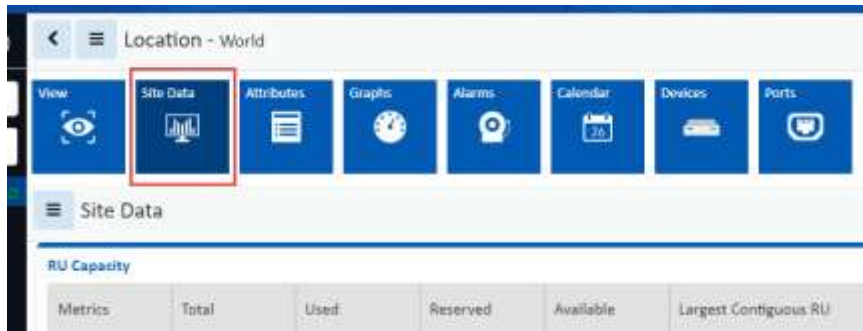 Location - World
View Site Data Attributes Graphs Alarms Calendar Devices Ports
26
Site Data
RU Capacity
Metrics Total Used Reserved Available Largest Contiguous RU